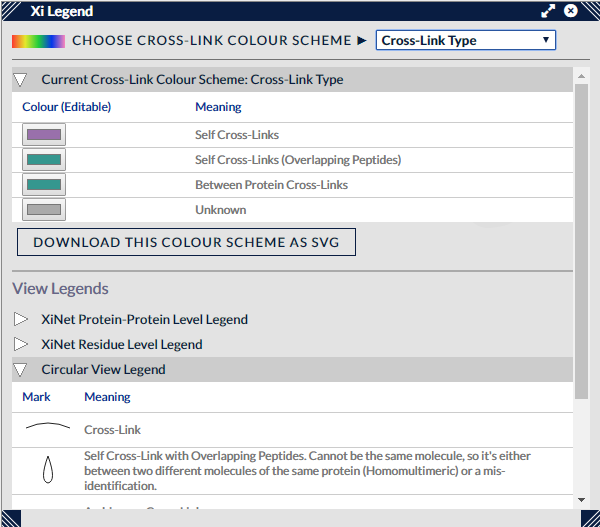 Xi Legend
CHOOSE CROSS-LINK COLOUR SCHEME ► Cross-Link Type ▼
Current Cross-Link Colour Scheme: Cross-Link Type
Colour (Editable) Meaning
Self Cross-Links
Self Cross-Links (Overlapping Peptides)
Between Protein Cross-Links
Unknown
DOWNLOAD THIS COLOUR SCHEME AS SVG
View Legends
XiNet Protein-Protein Level Legend
XiNet Residue Level Legend
Circular View Legend
Mark Meaning
Cross-Link
Self Cross-Link with Overlapping Peptides. Cannot be the same molecule, so it's either
between two different molecules of the same protein (Homomultimeric) or a mis-
identification.